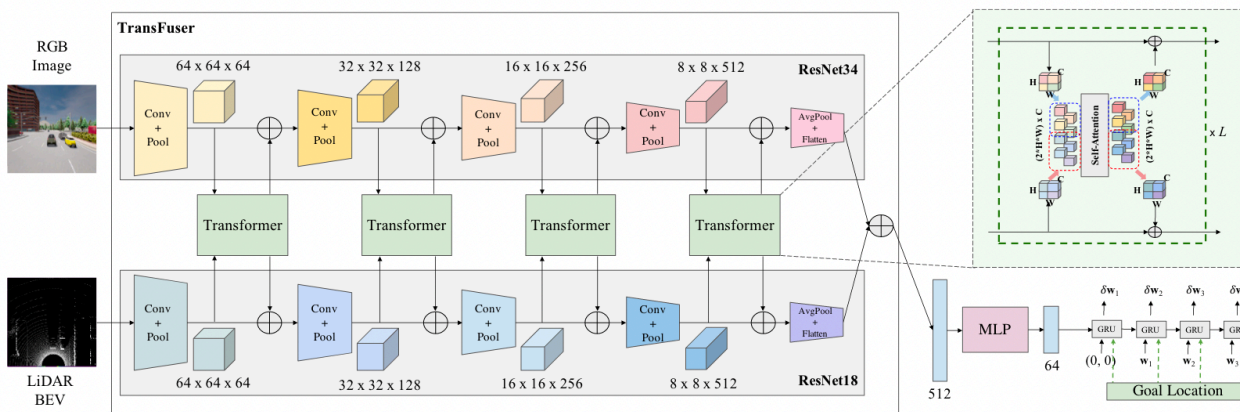 TransFuser
RGB
Image
64 x 64 x 64
32 x 32 x 128
16 x 16 x 256
8 x 8 x 512
ResNet34
Conv
+
Pool
Conv
+
Pool
Conv
+
Pool
Conv
+
Pool
AvgPool
+
Flatten
Transformer
Transformer
Transformer
Transformer
Conv
+
Pool
Conv
+
Pool
Conv
+
Pool
Conv
+
Pool
AvgPool
+
Flatten
64 x 64 x 64
32 x 32 x 128
16 x 16 x 256
8 x 8 x 512
ResNet18
LiDAR
BEV
H
W
C
(2*H*W) x C
Self-Attention
(2*H*W) x C
H
W
C
H
W
C
H
W
C
x L
512
MLP
64
δw₁
δw₂
δw₃
GRU
GRU
GRU
(0, 0)
w₁
w₂
w₃
Goal Location